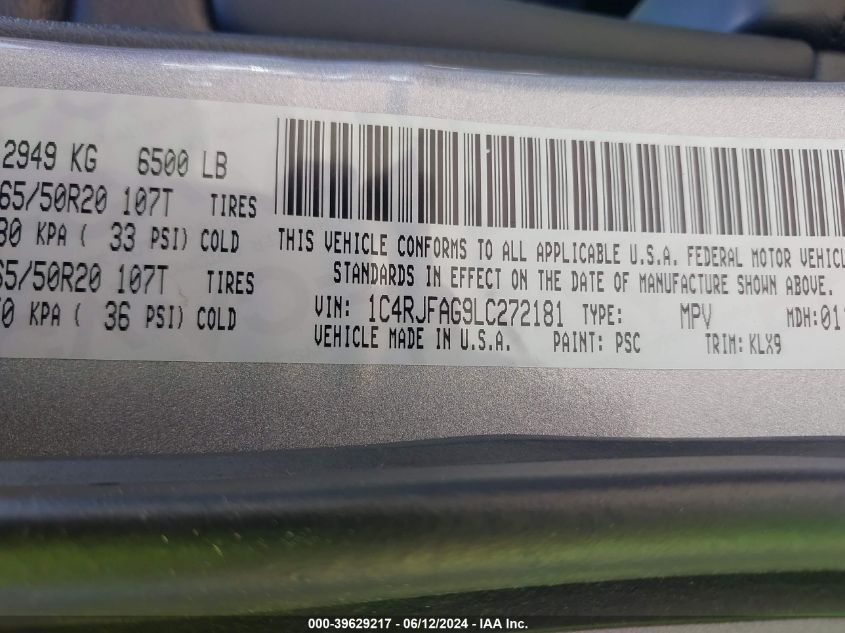 2949 KG 6500 LB
65/50R20 107T TIRES
80 KPA ( 33 PSI) COLD
65/50R20 107T TIRES
0 KPA ( 36 PSI) COLD
THIS VEHICLE CONFORMS TO ALL APPLICABLE U.S.A. FEDERAL MOTOR VEHICL
STANDARDS IN EFFECT ON THE DATE OF MANUFACTURE SHOWN ABOVE.
VIN: 1C4RJFAG9LC272181 TYPE: MPV MDH:01
VEHICLE MADE IN U.S.A. PAINT: PSC TRIM: KLX9
000-39629217 - 06/12/2024 - IAA Inc.